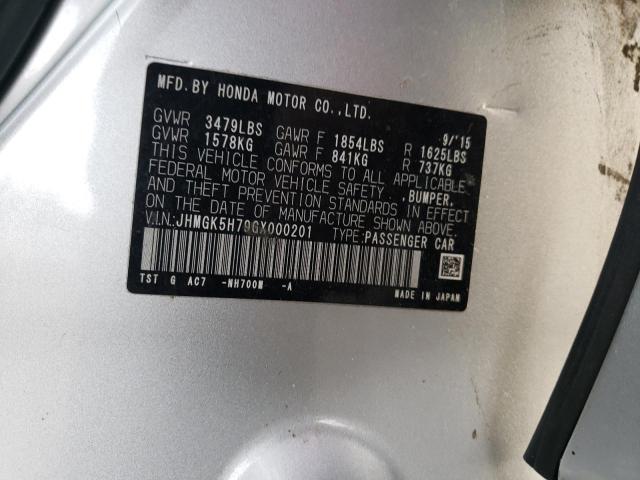 MFD.BY HONDA MOTOR CO.,LTD.
9/'15
GVWR 3479LBS GAWR F 1854LBS R 1625LBS
GVWR 1578KG GAWR F 841KG R 737KG
THIS VEHICLE CONFORMS TO ALL APPLICABLE
FEDERAL MOTOR VEHICLE SAFETY ,BUMPER,
AND THEFT PREVENTION STANDARDS IN EFFECT
ON THE DATE OF MANUFACTURE SHOWN ABOVE.
V.I.N.:JHMGK5H79GX000201 TYPE:PASSENGER CAR
TST G AC7 -NH700M -A MADE IN JAPAN